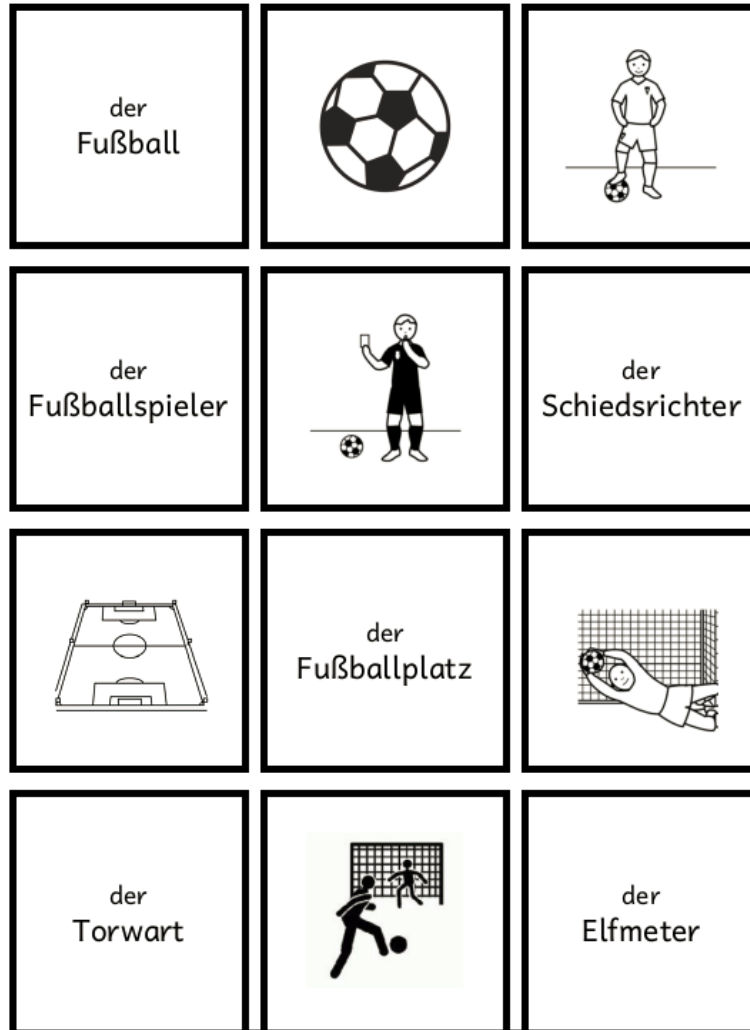 der
Fußball
der
Fußballspieler
der
Schiedsrichter
der
Fußballplatz
der
Torwart
der
Elfmeter